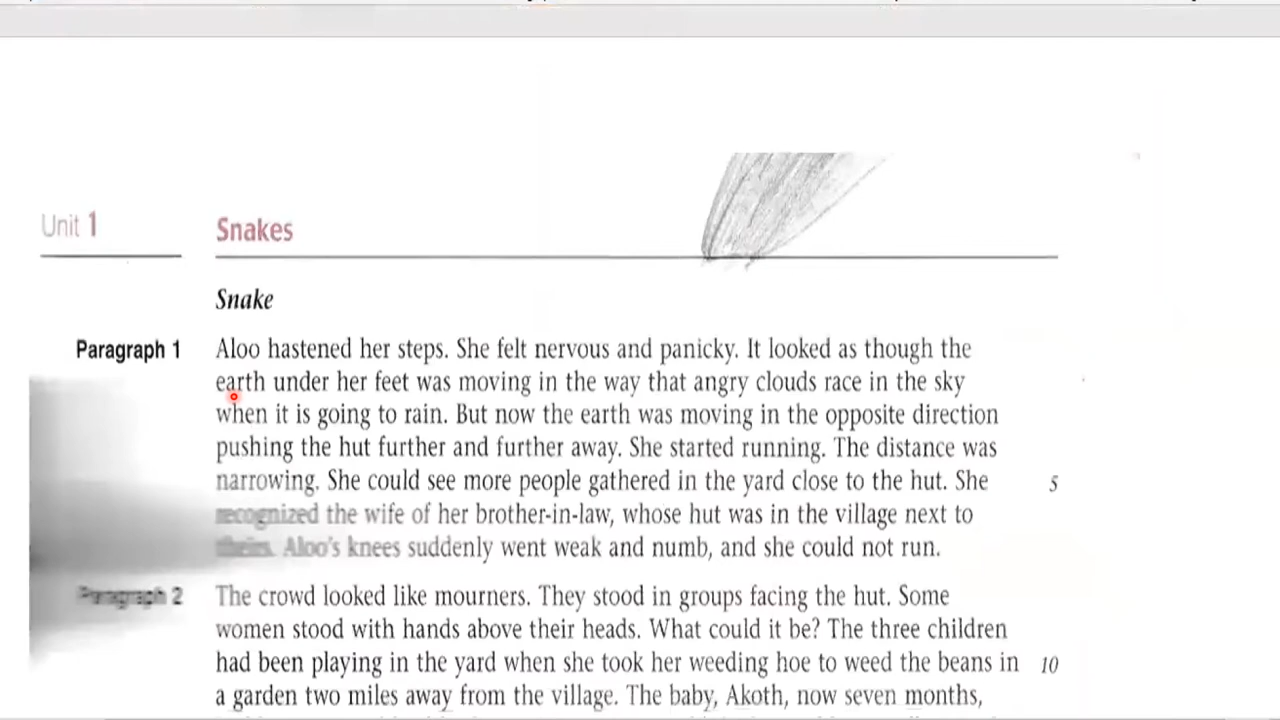 Unit 1
Snakes
Snake
Paragraph 1
Aloo hastened her steps. She felt nervous and panicky. It looked as though the
earth under her feet was moving in the way that angry clouds race in the sky
when it is going to rain. But now the earth was moving in the opposite direction
pushing the hut further and further away. She started running. The distance was
narrowing. She could see more people gathered in the yard close to the hut. She
5
recognized the wife of her brother-in-law, whose hut was in the village next to
theirs. Aloo's knees suddenly went weak and numb, and she could not run.
Paragraph 2
The crowd looked like mourners. They stood in groups facing the hut. Some
women stood with hands above their heads. What could it be? The three children
had been playing in the yard when she took her weeding hoe to weed the beans in
10
a garden two miles away from the village. The baby, Akoth, now seven months,